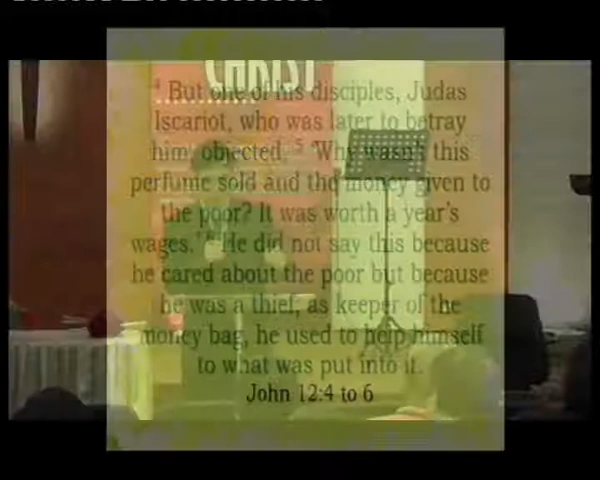 CHRIST
4 But one of his disciples, Judas
Iscariot, who was later to betray
him, objected, 5 "Why wasn't this
perfume sold and the money given to
the poor? It was worth a year's
wages." 6 He did not say this because
he cared about the poor but because
he was a thief; as keeper of the
money bag, he used to help himself
to what was put into it.
John 12:4 to 6